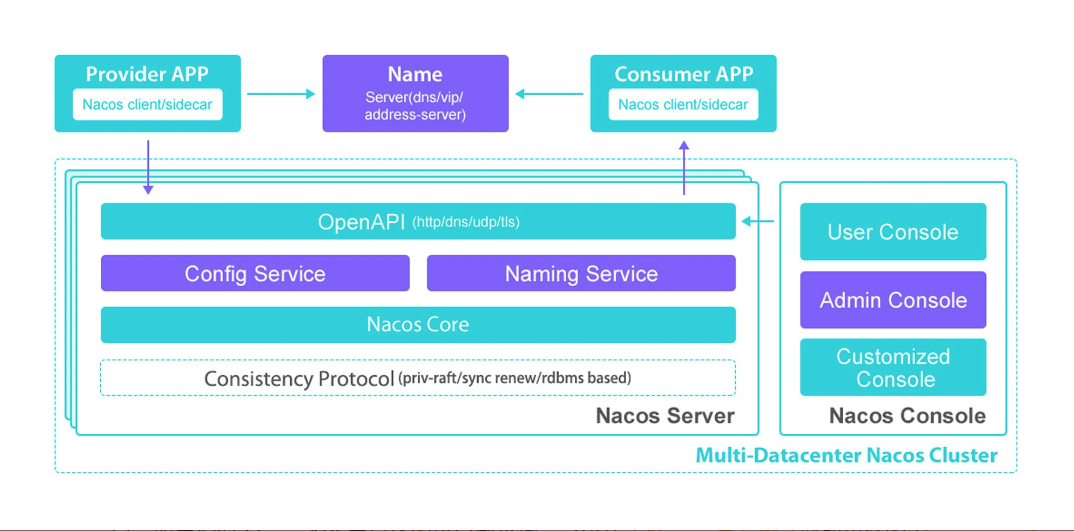 Provider APP
Nacos client/sidecar
Name
Server(dns/vip/
address-server)
Consumer APP
Nacos client/sidecar
OpenAPI (http/dns/udp/tls)
Config Service
Naming Service
Nacos Core
Consistency Protocol (priv-raft/sync renew/rdbms based)
Nacos Server
User Console
Admin Console
Customized
Console
Nacos Console
Multi-Datacenter Nacos Cluster